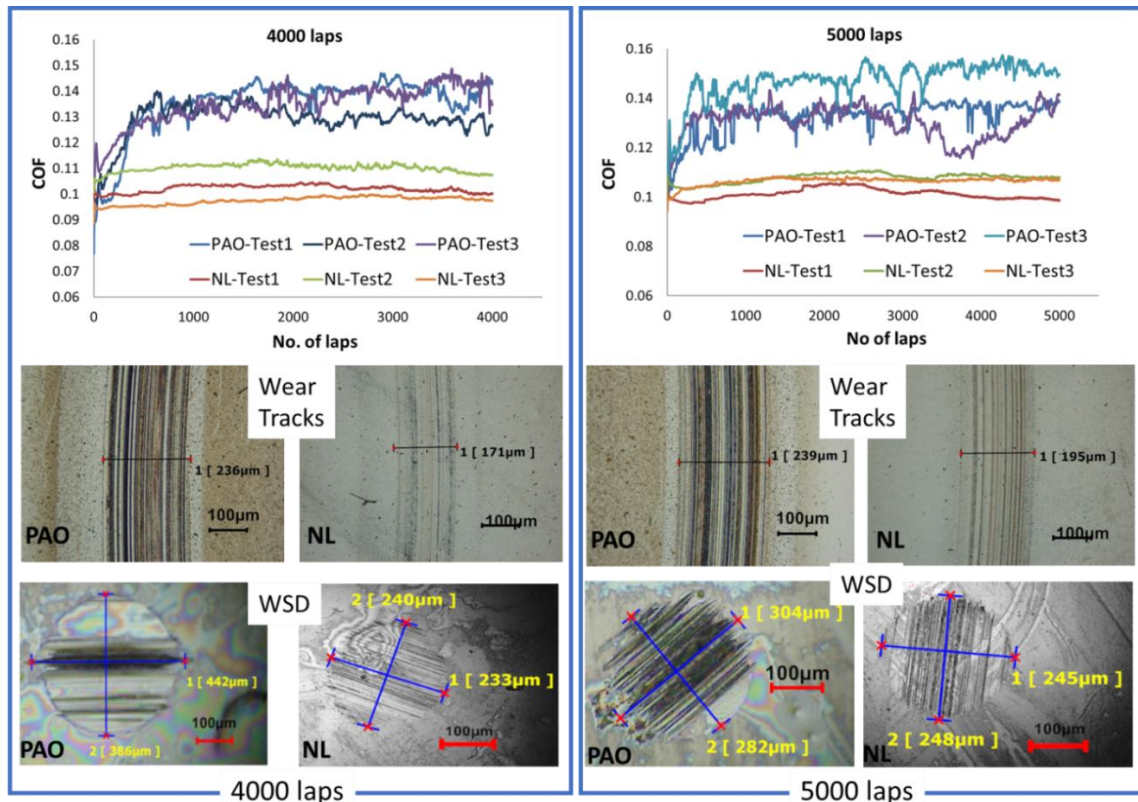 4000 laps
0.16
0.15
0.14
0.13
0.12
0.11
0.1
0.09
0.08
0.07
0.06
COF
PAO-Test1 PAO-Test2 PAO-Test3
NL-Test1 NL-Test2 NL-Test3
0 1000 2000 3000 4000
No. of laps
Wear
Tracks
1 [ 236µm ]
100µm
PAO
1 [ 171µm ]
100µm
NL
WSD
1 [ 442µm ]
100µm
2 [ 386µm ]
PAO
2 [ 240µm ]
1 [ 233µm ]
100µm
NL
4000 laps
5000 laps
0.16
0.14
0.12
0.1
0.08
0.06
COF
PAO-Test1 PAO-Test2 PAO-Test3
NL-Test1 NL-Test2 NL-Test3
0 1000 2000 3000 4000 5000
No of laps
Wear
Tracks
1 [ 239µm ]
100µm
PAO
1 [ 195µm ]
100µm
NL
WSD
1 [ 304µm ]
100µm
2 [ 282µm ]
PAO
1 [ 245µm ]
2 [ 248µm ]
100µm
NL
5000 laps